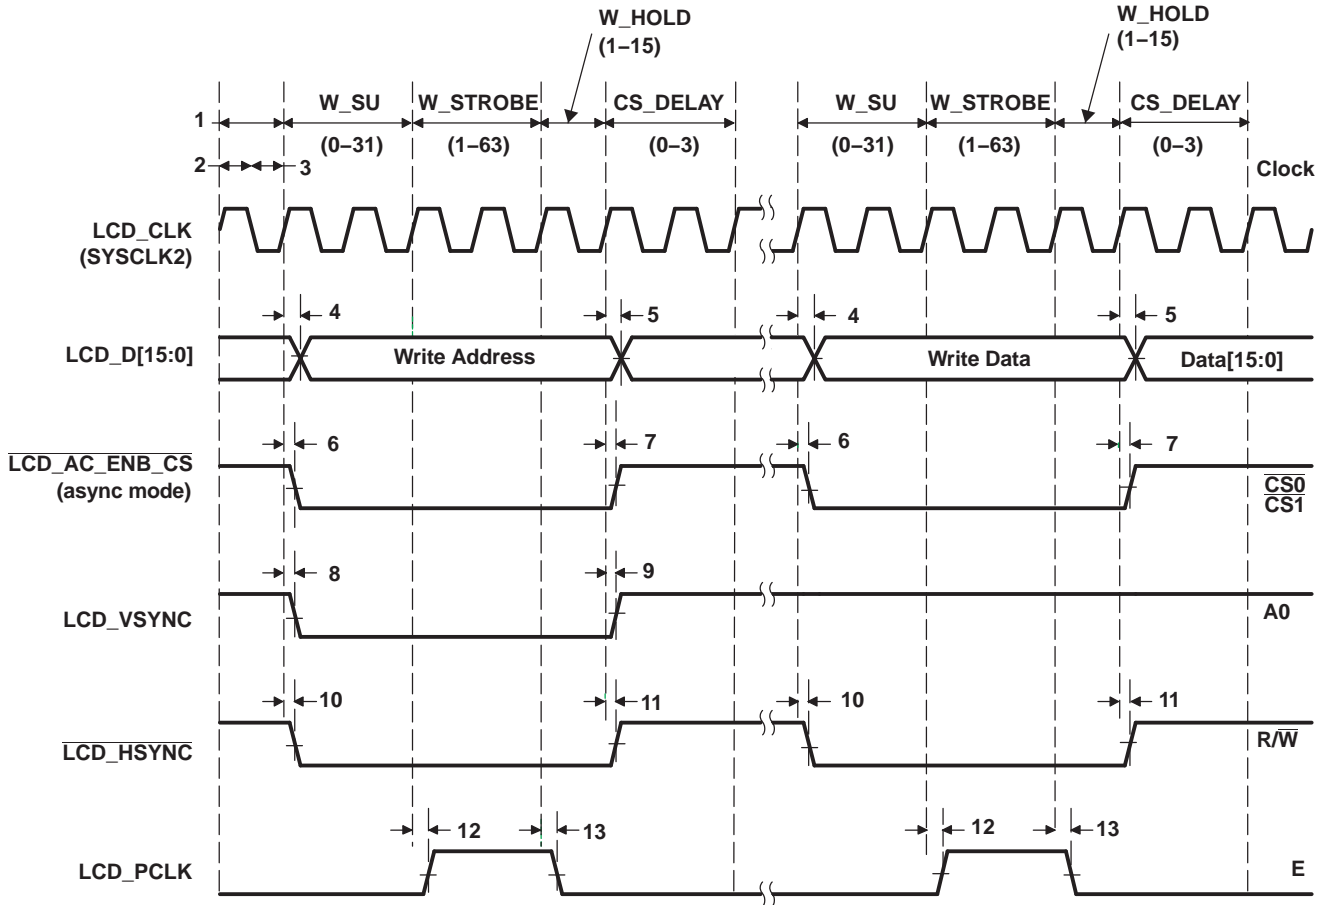 W_HOLD
(1–15)
W_HOLD
(1–15)
W_SU
W_STROBE
CS_DELAY
W_SU
W_STROBE
CS_DELAY
1
(0–31)
(1–63)
(0–3)
(0–31)
(1–63)
(0–3)
2
3
Clock
LCD_CLK
(SYSCLK2)
4
5
4
5
LCD_D[15:0]
Write Address
Write Data
Data[15:0]
6
7
6
7
LCD_AC_ENB_CS
(async mode)
CS0
CS1
8
9
LCD_VSYNC
A0
10
11
10
11
LCD_HSYNC
R/W
12
13
12
13
LCD_PCLK
E